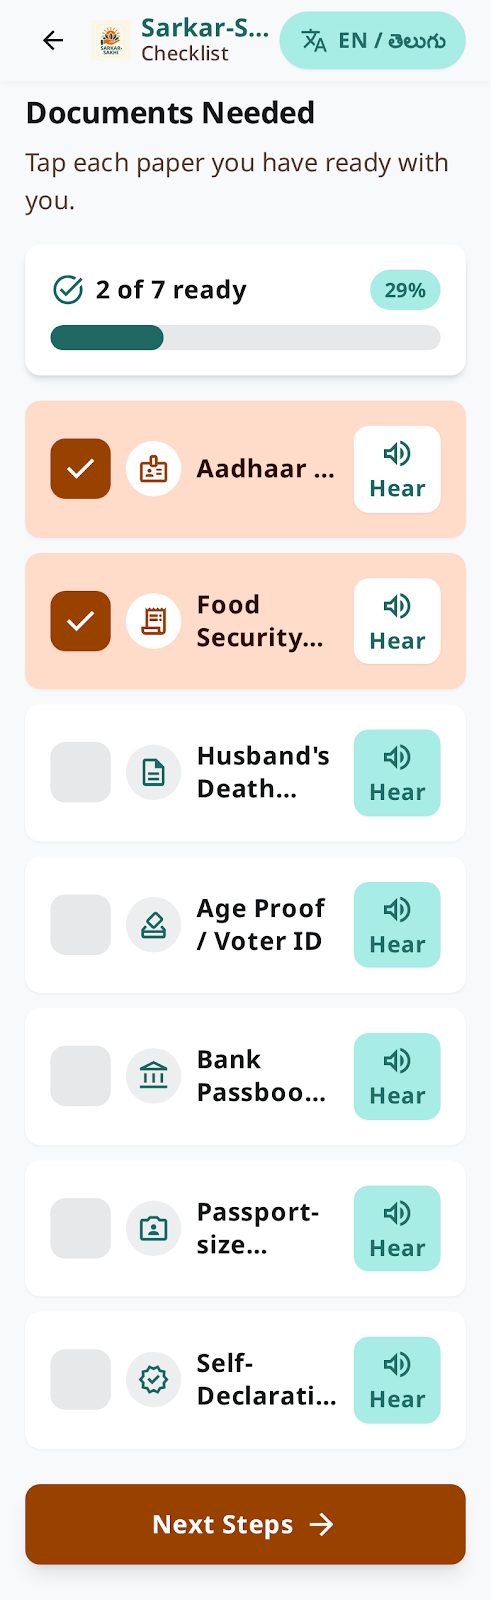 Sarkar-S...
Checklist
EN / తెలుగు
SARKAR-
SAKHI
Documents Needed
Tap each paper you have ready with
you.
2 of 7 ready
29%
Aadhaar ...
Hear
Food
Security...
Hear
Husband's
Death...
Hear
Age Proof
/ Voter ID
Hear
Bank
Passboo...
Hear
Passport-
size...
Hear
Self-
Declarati...
Hear
Next Steps